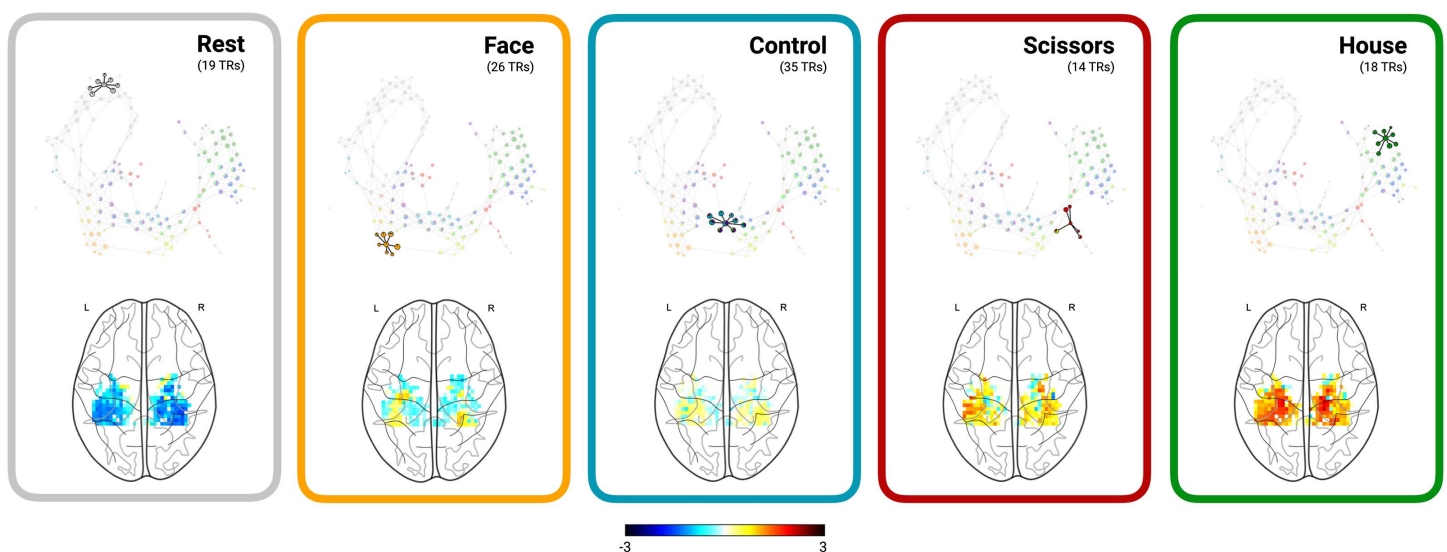 Rest
(19 TRs)
L R
Face
(26 TRs)
L R
Control
(35 TRs)
L R
Scissors
(14 TRs)
L R
House
(18 TRs)
L R
-3 3